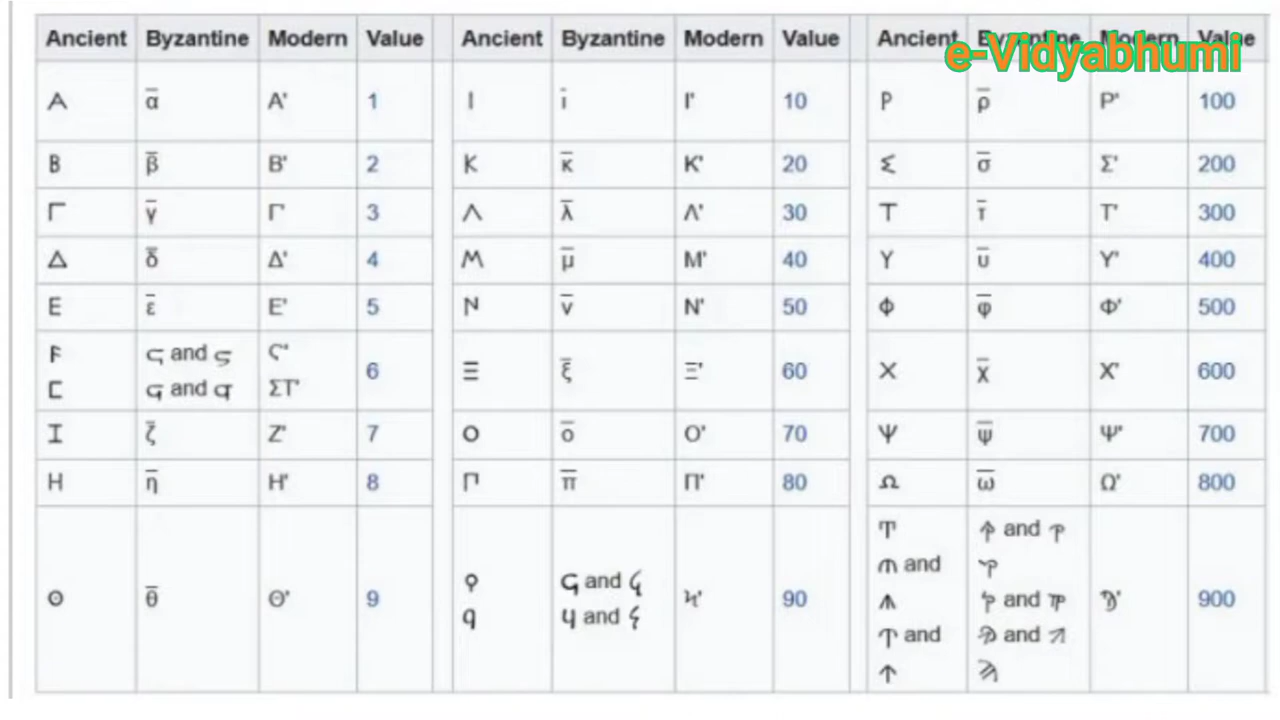 Ancient Byzantine Modern Value Ancient Byzantine Modern Value Ancient Byzantine Modern Value
e-Vidyabhumi
Α α̅ Α' 1 Ι ι̅ Ι' 10 Ρ ρ̅ Ρ' 100
Β β̅ Β' 2 Κ κ̅ Κ' 20 Σ σ̅ Σ' 200
Γ γ̅ Γ' 3 Λ λ̅ Λ' 30 Τ τ̅ Τ' 300
Δ δ̅ Δ' 4 Μ μ̅ Μ' 40 Υ υ̅ Υ' 400
Ε ε̅ Ε' 5 Ν ν̅ Ν' 50 Φ φ̅ Φ' 500
and Ϛ'
and ΣΤ'
6 Ξ ξ̅ Ξ' 60 Χ χ̅ Χ' 600
Ι ζ̅ Ζ' 7 Ο ο̅ Ο' 70 Ψ ψ̅ Ψ' 700
Η η̅ Η' 8 Π π̅ Π' 80 Ω ω̅ Ω' 800
and
and
Θ θ̅ Θ' 9 Ϙ and Ϟ' 90 and Ϡ' 900
ϙ and
and and